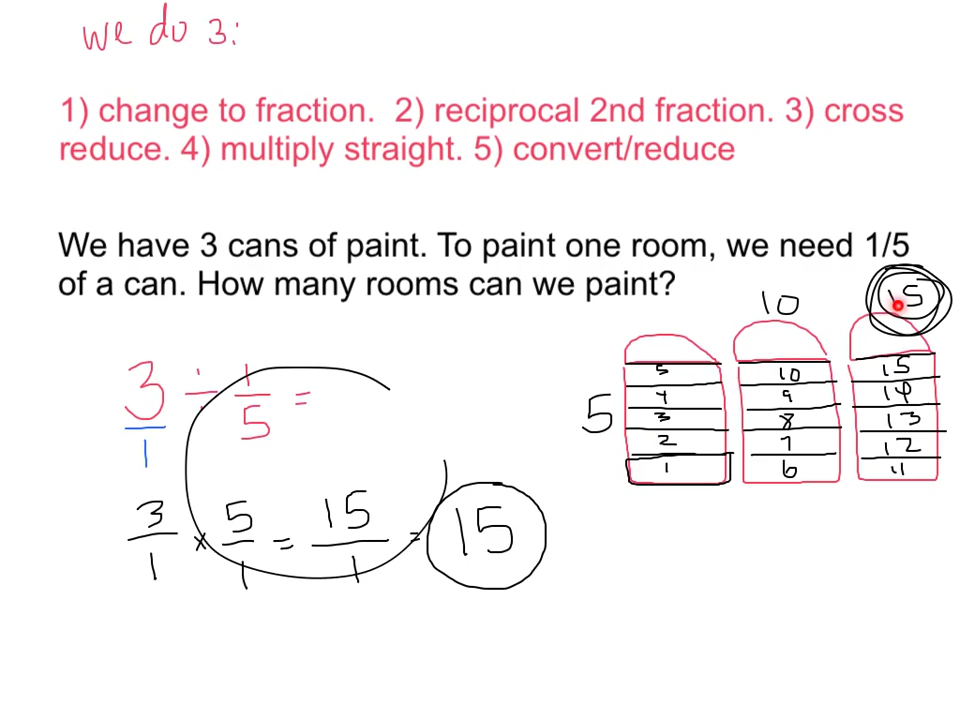 we do 3:
1) change to fraction. 2) reciprocal 2nd fraction. 3) cross
reduce. 4) multiply straight. 5) convert/reduce
We have 3 cans of paint. To paint one room, we need 1/5
of a can. How many rooms can we paint?
10 15
3/1 ÷ 1/5 =
5
5 10 15
4 9 14
3 8 13
2 7 12
1 6 11
3/1 × 5/1 = 15/1 = 15